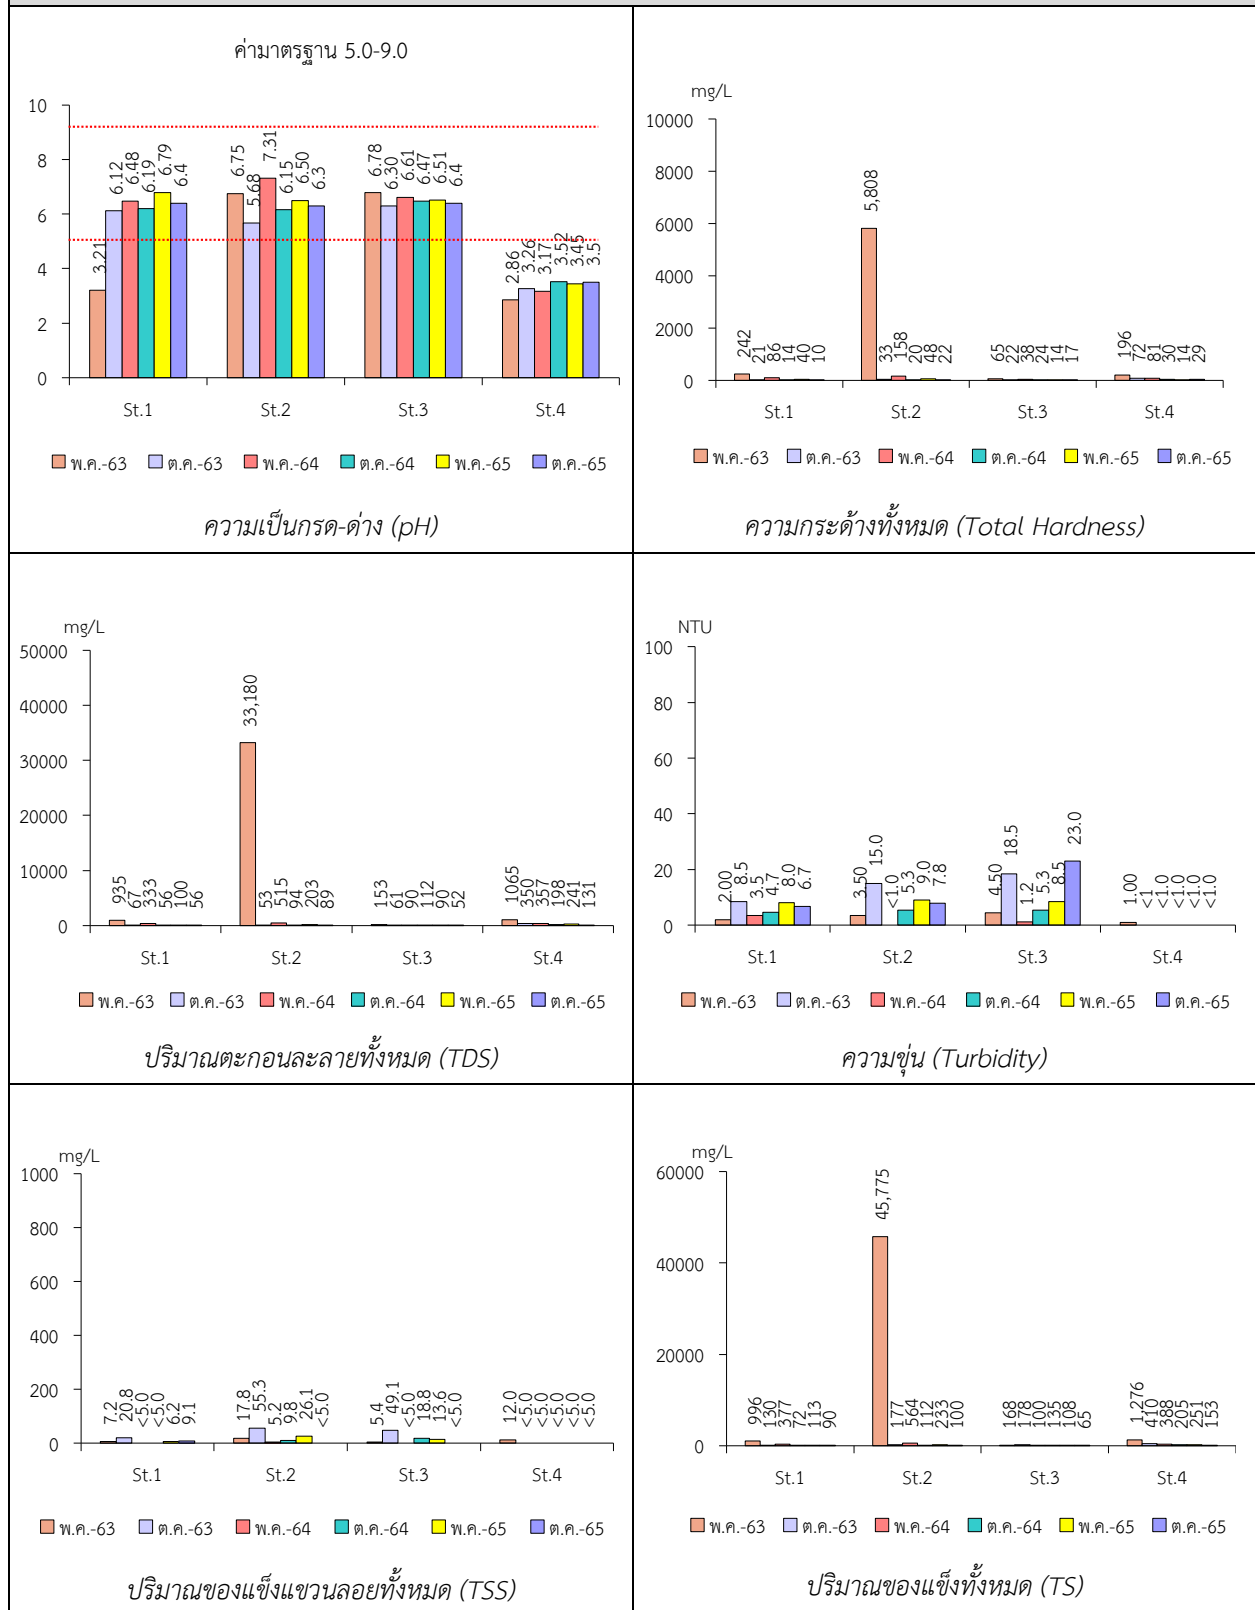 ค่ามาตรฐาน 5.0-9.0
10
8
6
4
2
0
3.21 6.12 6.48 6.19 6.79 6.4
6.75 5.68 7.31 6.15 6.50 6.3
6.78 6.30 6.61 6.47 6.51 6.4
2.86 3.26 3.17 3.52 3.45 3.5
St.1 St.2 St.3 St.4
พ.ค.-63 ต.ค.-63 พ.ค.-64 ต.ค.-64 พ.ค.-65 ต.ค.-65
ความเป็นกรด-ด่าง (pH)
mg/L
10000
8000
6000
4000
2000
0
242 21 86 14 40 10
5,808 33 158 20 48 22
65 22 38 24 14 17
196 72 81 30 14 29
St.1 St.2 St.3 St.4
พ.ค.-63 ต.ค.-63 พ.ค.-64 ต.ค.-64 พ.ค.-65 ต.ค.-65
ความกระด้างทั้งหมด (Total Hardness)
mg/L
50000
40000
30000
20000
10000
0
935 67 333 56 100 56
33,180 53 515 94 203 89
153 61 90 112 90 52
1065 350 357 198 241 131
St.1 St.2 St.3 St.4
พ.ค.-63 ต.ค.-63 พ.ค.-64 ต.ค.-64 พ.ค.-65 ต.ค.-65
ปริมาณตะกอนละลายทั้งหมด (TDS)
NTU
100
80
60
40
20
0
2.00 8.5 3.5 4.7 8.0 6.7
3.50 15.0 <1.0 5.3 9.0 7.8
4.50 18.5 1.2 5.3 8.5 23.0
1.00 <1 <1.0 <1.0 <1.0 <1.0
St.1 St.2 St.3 St.4
พ.ค.-63 ต.ค.-63 พ.ค.-64 ต.ค.-64 พ.ค.-65 ต.ค.-65
ความขุ่น (Turbidity)
mg/L
1000
800
600
400
200
0
7.2 20.8 <5.0 <5.0 6.2 9.1
17.8 55.3 5.2 9.8 26.1 <5.0
5.4 49.1 <5.0 18.8 13.6 <5.0
12.0 <5.0 <5.0 <5.0 <5.0 <5.0
St.1 St.2 St.3 St.4
พ.ค.-63 ต.ค.-63 พ.ค.-64 ต.ค.-64 พ.ค.-65 ต.ค.-65
ปริมาณของแข็งแขวนลอยทั้งหมด (TSS)
mg/L
60000
40000
20000
0
996 130 377 72 113 90
45,775 177 564 112 233 100
168 178 100 135 108 65
1,276 410 388 205 251 153
St.1 St.2 St.3 St.4
พ.ค.-63 ต.ค.-63 พ.ค.-64 ต.ค.-64 พ.ค.-65 ต.ค.-65
ปริมาณของแข็งทั้งหมด (TS)